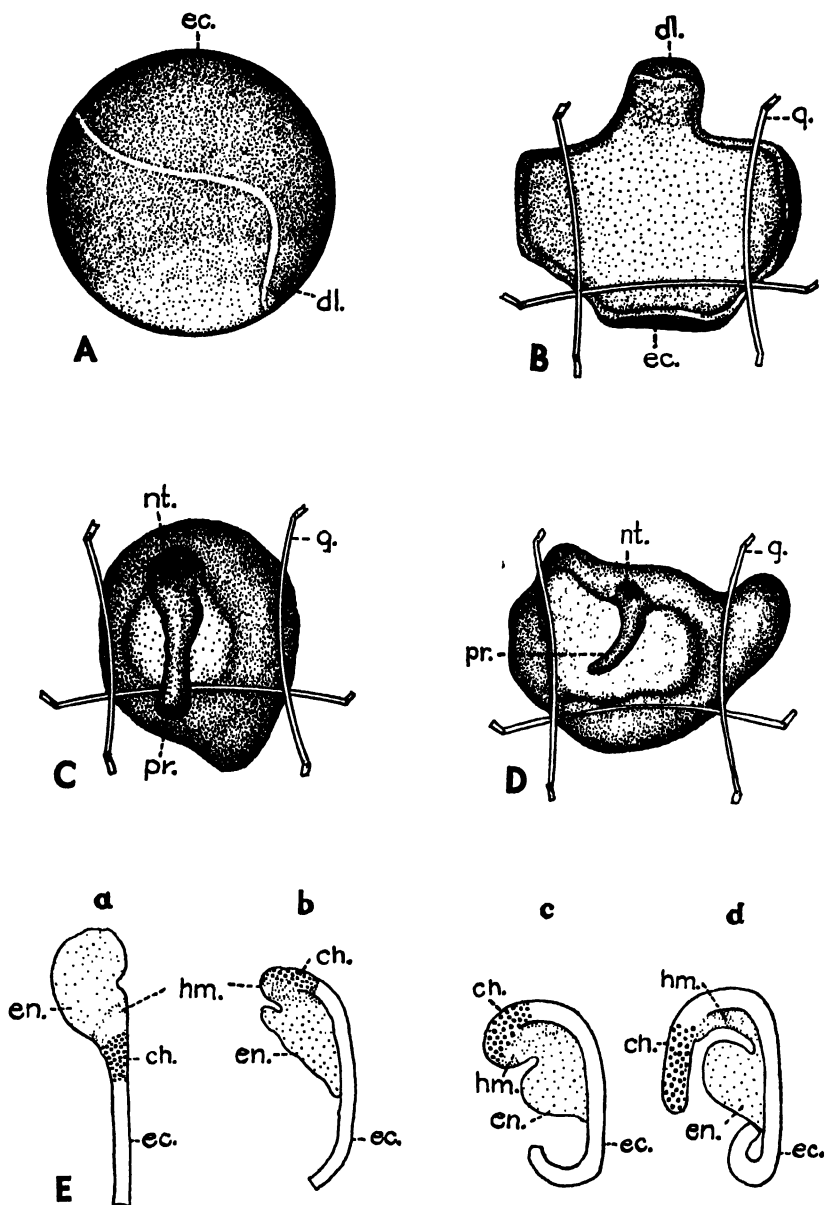 ec.
dl.
A
dl.
g.
B
ec.
nt.
g.
C
pr.
nt.
g.
pr.
D
a
b
c
d
en.
hm.
ch.
ec.
E
ch.
en.
ec.
ch.
hm.
en.
ec.
hm.
ch.
en.
ec.